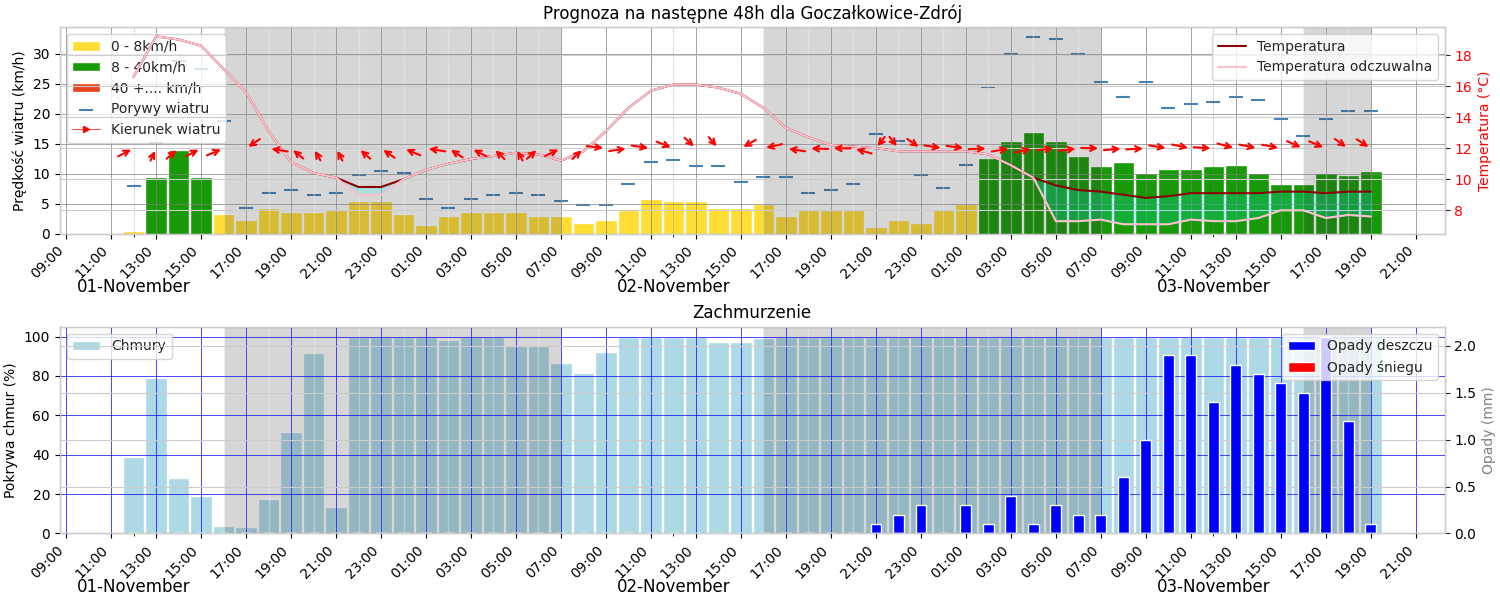 Prognoza na następne 48h dla Goczałkowice-Zdrój
Prędkość wiatru (km/h)
0 5 10 15 20 25 30
0 - 8km/h
8 - 40km/h
40 +.... km/h
Porywy wiatru
Kierunek wiatru
Temperatura
Temperatura odczuwalna
8 10 12 14 16 18
Temperatura (°C)
09:00 11:00 13:00 15:00 17:00 19:00 21:00 23:00 01:00 03:00 05:00 07:00 09:00 11:00 13:00 15:00 17:00 19:00 21:00 23:00 01:00 03:00 05:00 07:00 09:00 11:00 13:00 15:00 17:00 19:00 21:00
01-November 02-November 03-November
Zachmurzenie
Pokrywa chmur (%)
0 20 40 60 80 100
Chmury
Opady deszczu
Opady śniegu
0.0 0.5 1.0 1.5 2.0
Opady (mm)
09:00 11:00 13:00 15:00 17:00 19:00 21:00 23:00 01:00 03:00 05:00 07:00 09:00 11:00 13:00 15:00 17:00 19:00 21:00 23:00 01:00 03:00 05:00 07:00 09:00 11:00 13:00 15:00 17:00 19:00 21:00
01-November 02-November 03-November